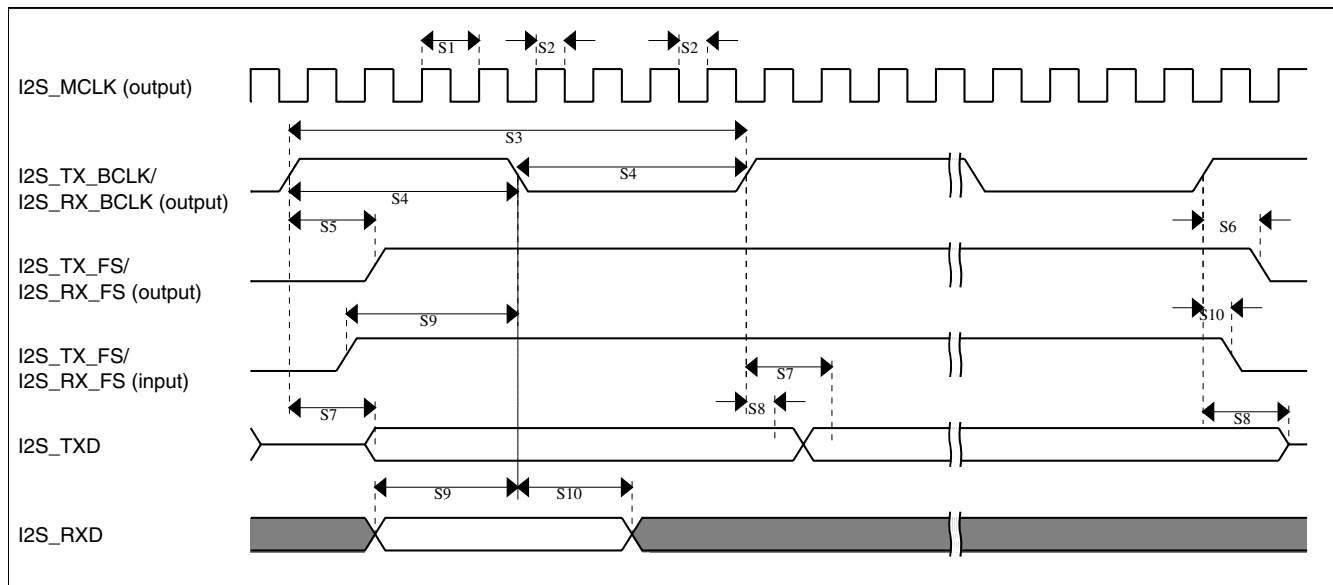 S1
S2
S2
I2S_MCLK (output)
S3
I2S_TX_BCLK/
I2S_RX_BCLK (output)
S4
S4
S5
S6
I2S_TX_FS/
I2S_RX_FS (output)
S9
S10
I2S_TX_FS/
I2S_RX_FS (input)
S7
S7
S8
S8
I2S_TXD
S9
S10
I2S_RXD